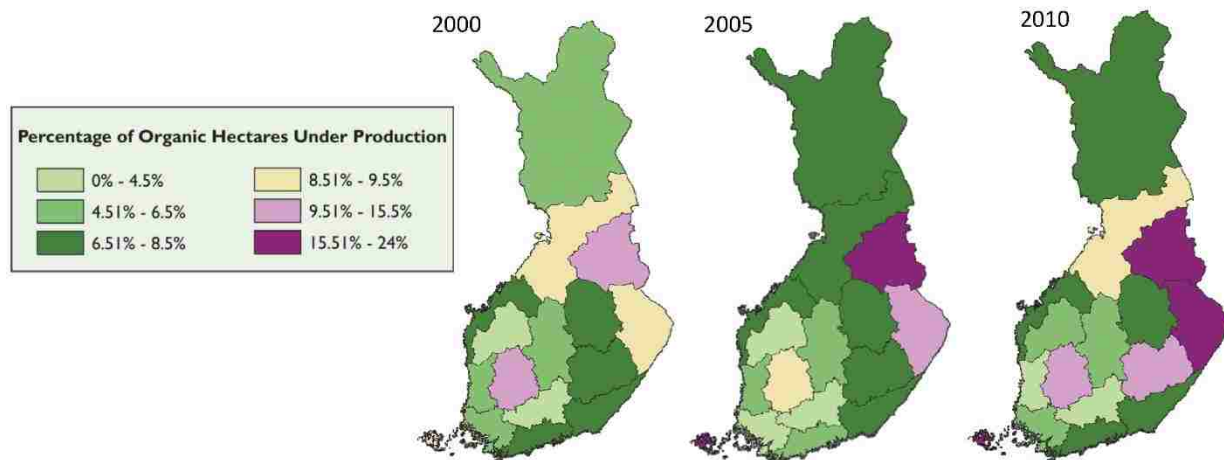 2000
2005
2010
Percentage of Organic Hectares Under Production
0% - 4.5%
8.51% - 9.5%
4.51% - 6.5%
9.51% - 15.5%
6.51% - 8.5%
15.51% - 24%